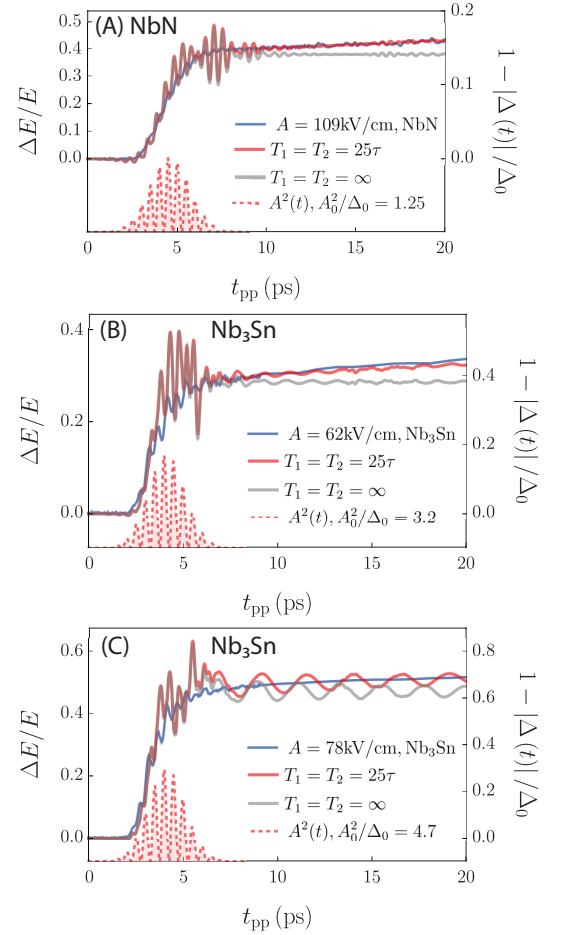 (A) NbN
0.5
0.4
0.3
0.4
0.1
0.0
ΔE/E
0.2
0.1
0.0
1 − |Δ(t)|/Δ₀
A = 109kV/cm, NbN
T₁ = T₂ = 25τ
T₁ = T₂ = ∞
A²(t), A₀²/Δ₀ = 1.25
0 5 10 15 20
tpp (ps)
(B) Nb₃Sn
0.4
0.2
0.0
ΔE/E
0.4
0.2
0.0
1 − |Δ(t)|/Δ₀
A = 62kV/cm, Nb₃Sn
T₁ = T₂ = 25τ
T₁ = T₂ = ∞
A²(t), A₀²/Δ₀ = 3.2
0 5 10 15 20
tpp (ps)
(C) Nb₃Sn
0.6
0.4
0.2
0.0
ΔE/E
0.8
0.6
0.4
0.2
0.0
1 − |Δ(t)|/Δ₀
A = 78kV/cm, Nb₃Sn
T₁ = T₂ = 25τ
T₁ = T₂ = ∞
A²(t), A₀²/Δ₀ = 4.7
0 5 10 15 20
tpp (ps)